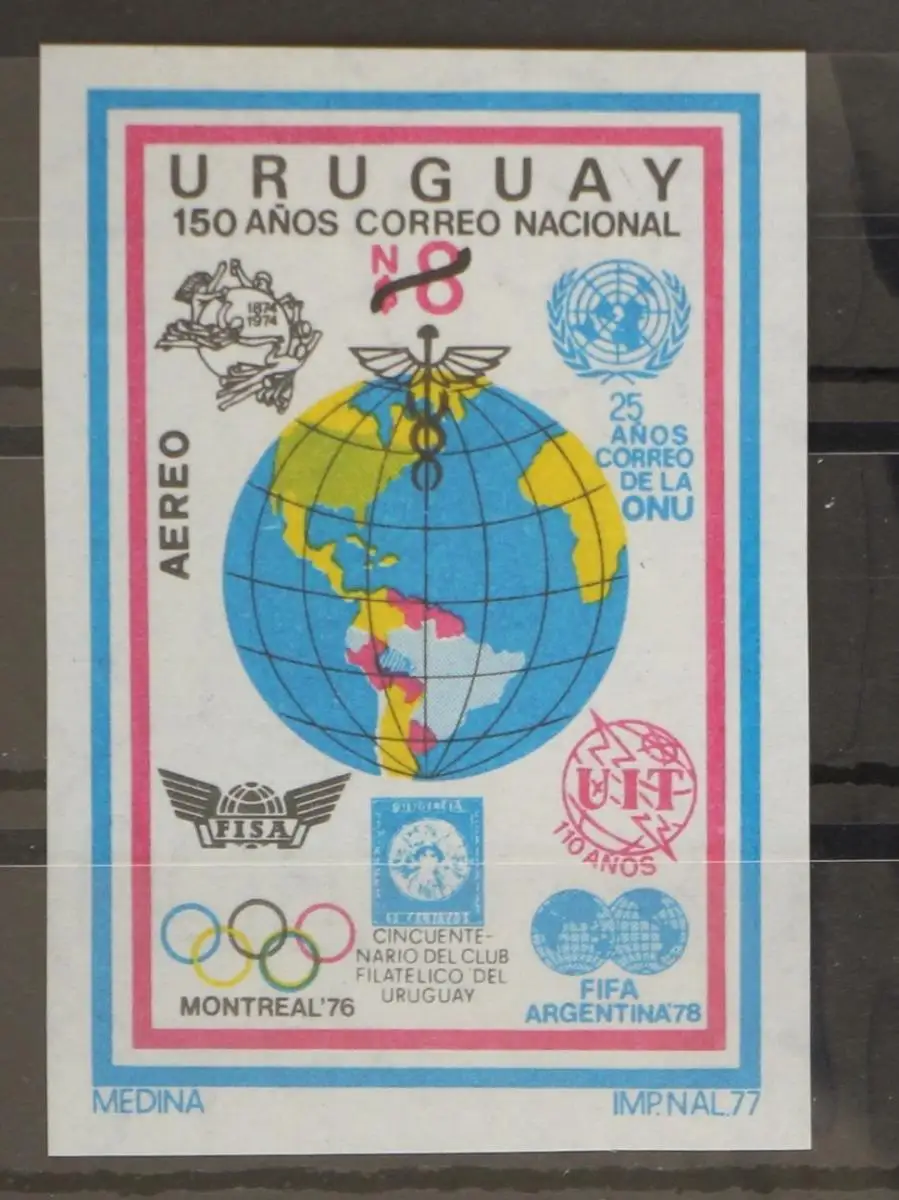 URUGUAY
150 AÑOS CORREO NACIONAL
N$ 8
1874
1974
25
AÑOS
CORREO
DE LA
ONU
AEREO
FISA
UIT
110 AÑOS
CINCUENTE-
NARIO DEL CLUB
FILATELICO DEL
URUGUAY
MONTREAL'76
FIFA
ARGENTINA'78
MEDINA
IMP.NAL.77